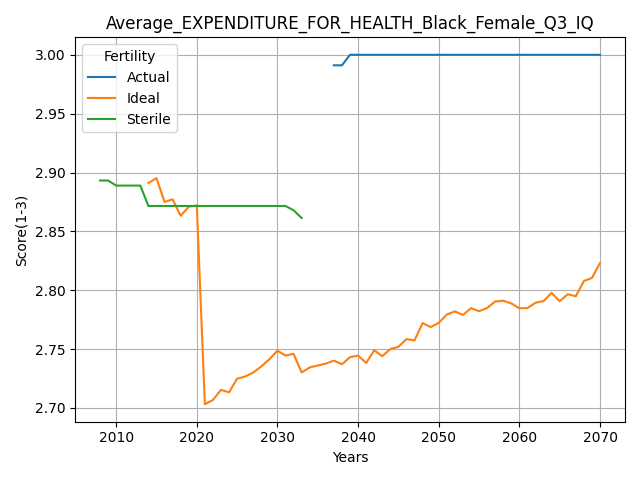 Average_EXPENDITURE_FOR_HEALTH_Black_Female_Q3_IQ
Fertility
Actual
Ideal
Sterile
Score(1-3)
3.00
2.95
2.90
2.85
2.80
2.75
2.70
2010 2020 2030 2040 2050 2060 2070
Years